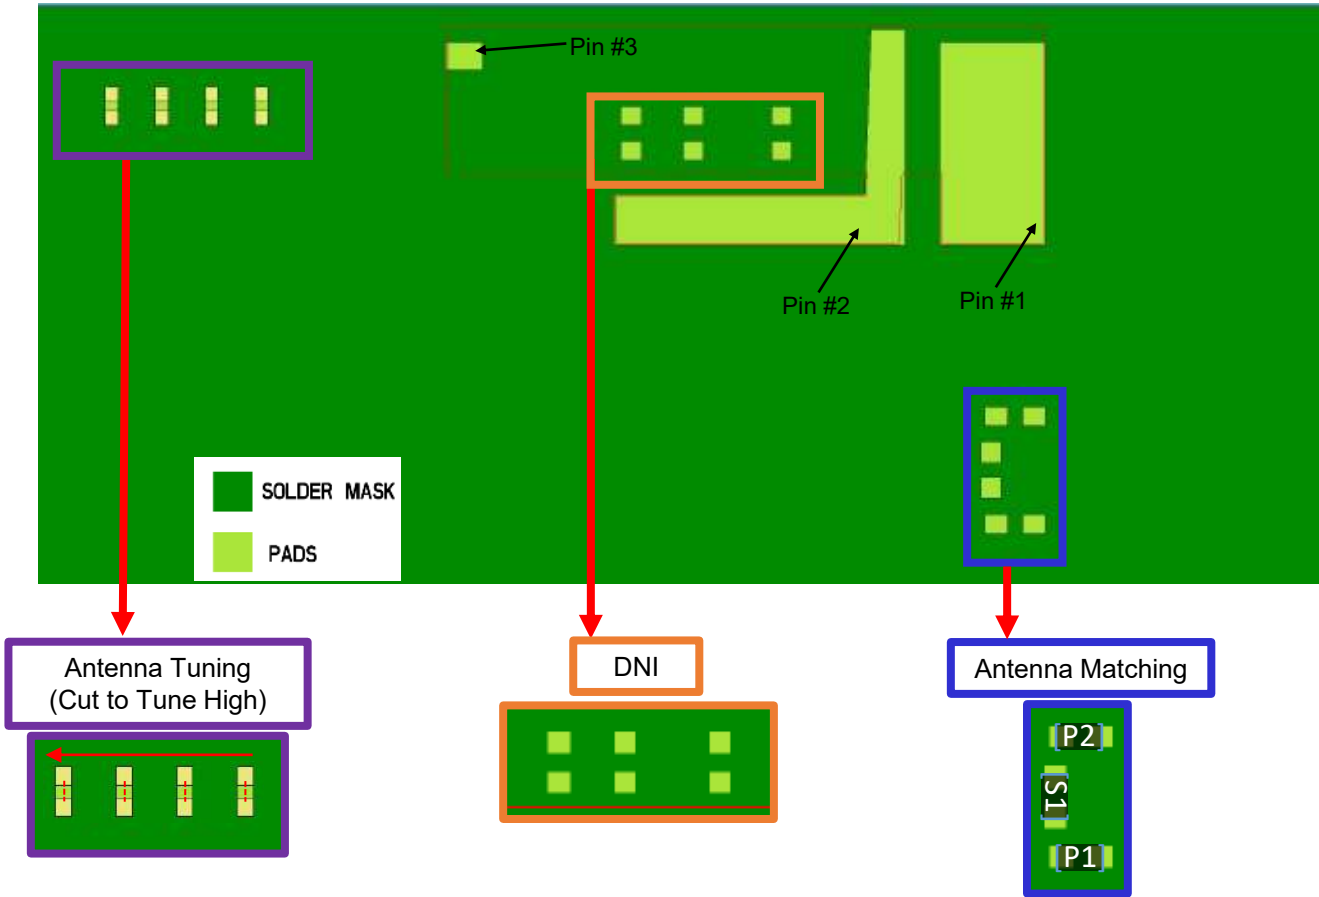 Pin #3
Pin #2
Pin #1
SOLDER MASK
PADS
Antenna Tuning
(Cut to Tune High)
DNI
Antenna Matching
P2
S1
P1